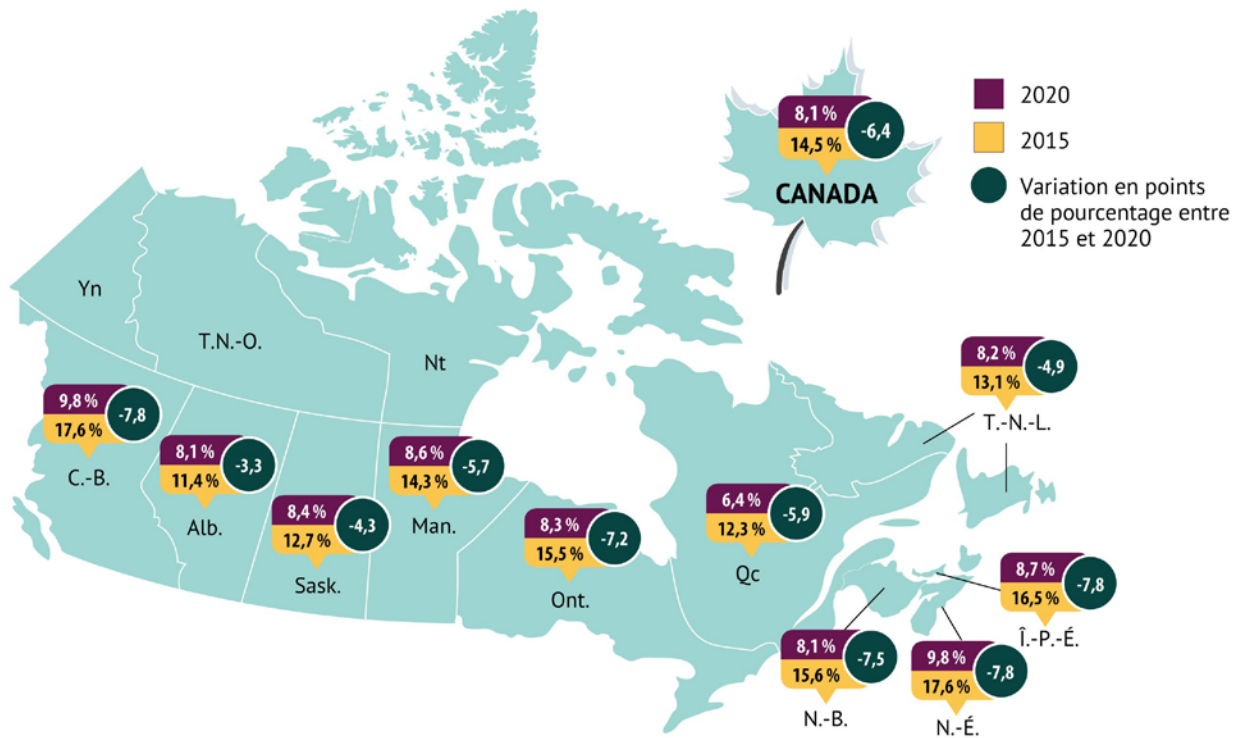 8,1 %
14,5 %
-6,4
CANADA
2020
2015
Variation en points
de pourcentage entre
2015 et 2020
Yn
T.N.-O.
Nt
9,8 %
17,6 %
-7,8
C.-B.
8,1 %
11,4 %
-3,3
Alb.
8,4 %
12,7 %
-4,3
Sask.
8,6 %
14,3 %
-5,7
Man.
8,3 %
15,5 %
-7,2
Ont.
6,4 %
12,3 %
-5,9
Qc
8,2 %
13,1 %
-4,9
T.-N.-L.
8,7 %
16,5 %
-7,8
Î.-P.-É.
8,1 %
15,6 %
-7,5
N.-B.
9,8 %
17,6 %
-7,8
N.-É.